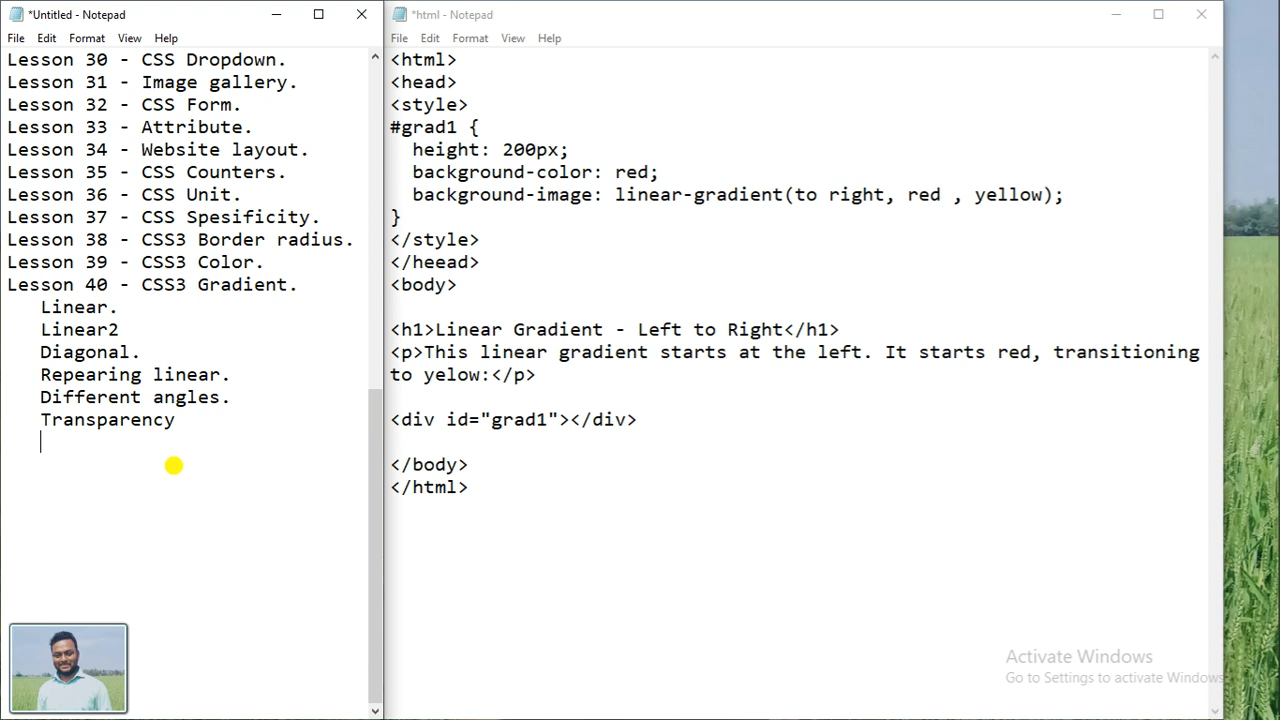 *Untitled - Notepad
File Edit Format View Help
Lesson 30 - CSS Dropdown.
Lesson 31 - Image gallery.
Lesson 32 - CSS Form.
Lesson 33 - Attribute.
Lesson 34 - Website layout.
Lesson 35 - CSS Counters.
Lesson 36 - CSS Unit.
Lesson 37 - CSS Spesificity.
Lesson 38 - CSS3 Border radius.
Lesson 39 - CSS3 Color.
Lesson 40 - CSS3 Gradient.
Linear.
Linear2
Diagonal.
Repearing linear.
Different angles.
Transparency
*html - Notepad
File Edit Format View Help
<html>
<head>
<style>
#grad1 {
height: 200px;
background-color: red;
background-image: linear-gradient(to right, red , yellow);
}
</style>
</heead>
<body>
<h1>Linear Gradient - Left to Right</h1>
<p>This linear gradient starts at the left. It starts red, transitioning
to yelow:</p>
<div id="grad1"></div>
</body>
</html>
Activate Windows
Go to Settings to activate Windows